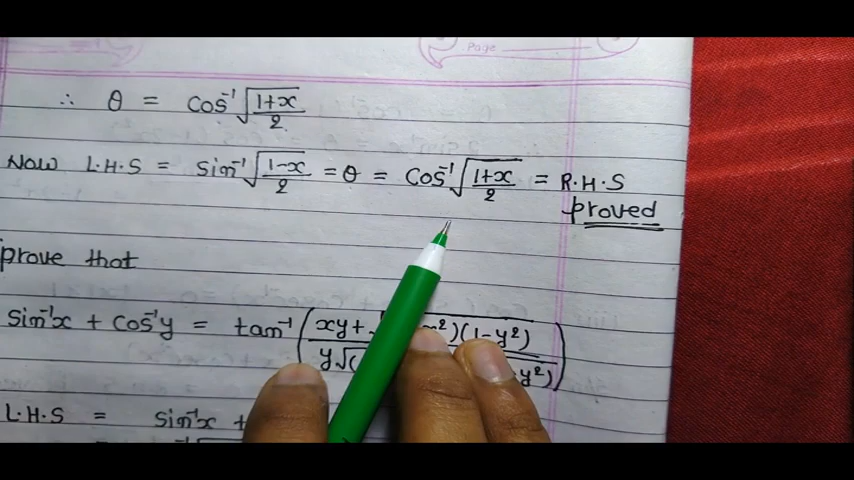 Page
∴ θ = Cos⁻¹√(1+x)/2
Now L.H.S = Sin⁻¹√(1-x)/2 = θ = Cos⁻¹√(1+x)/2 = R.H.S
proved
prove that
Sin⁻¹x + Cos⁻¹y = tan⁻¹(xy+√ x²)(1-y²)
y√( y²))
L.H.S = Sin⁻¹x +